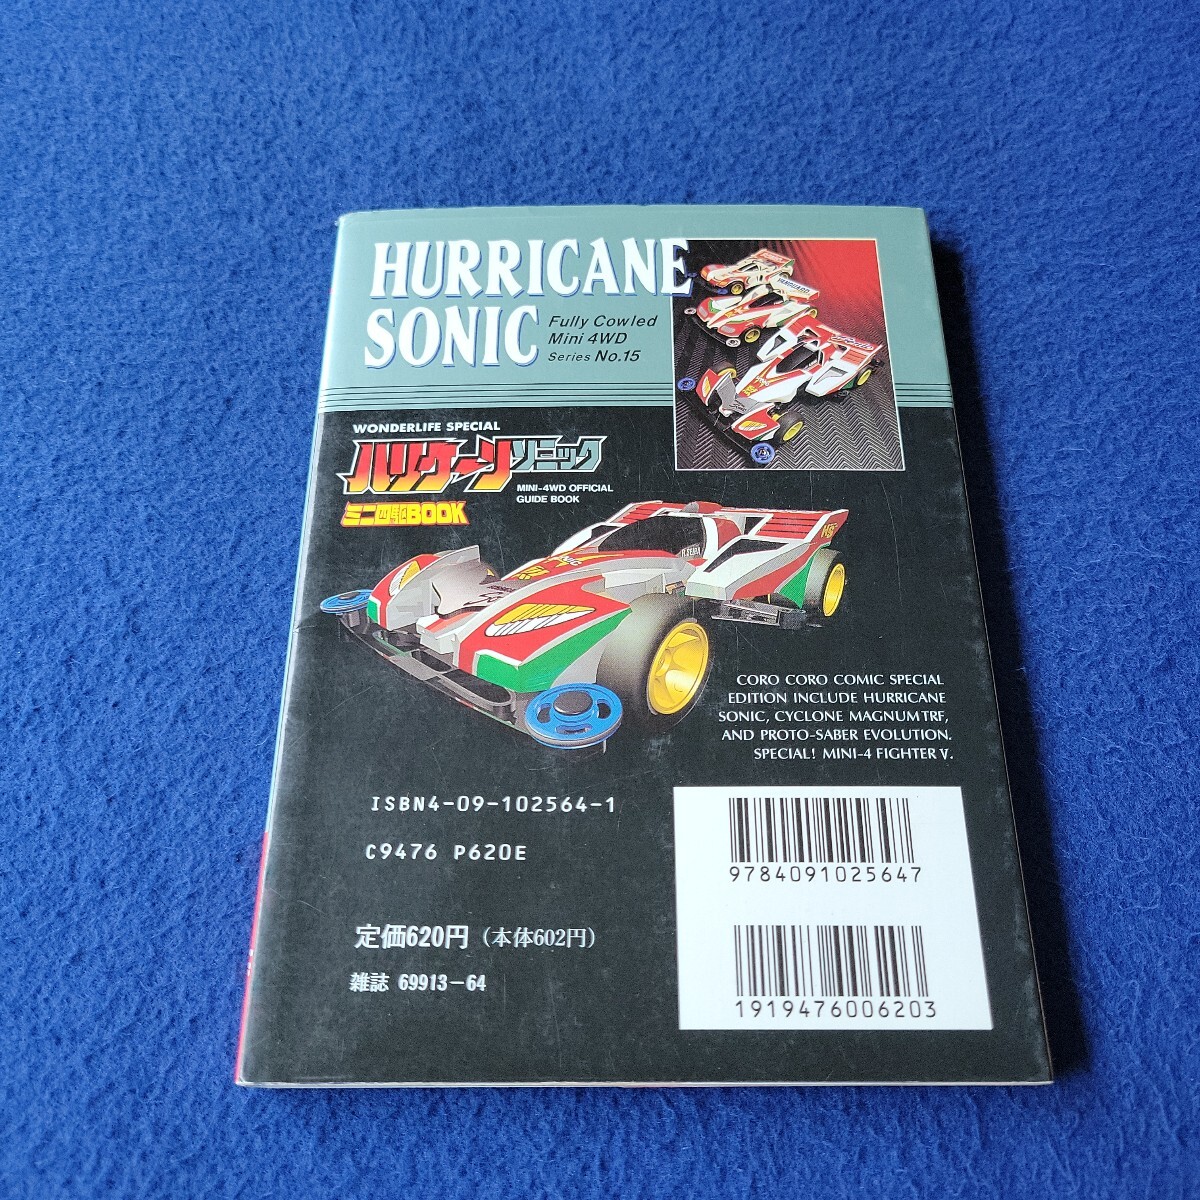 HURRICANE
SONIC
Fully Cowled
Mini 4WD
Series No.15
VANGUARD
WONDERLIFE SPECIAL
ハリケーンソニック
MINI-4WD OFFICIAL
GUIDE BOOK
ミニ四駆BOOK
CORO CORO COMIC SPECIAL
EDITION INCLUDE HURRICANE
SONIC, CYCLONE MAGNUM TRF,
AND PROTO-SABER EVOLUTION.
SPECIAL! MINI-4 FIGHTER V.
ISBN4-09-102564-1
C9476 P620E
定価620円（本体602円）
雑誌 69913-64
9784091025647
1919476006203